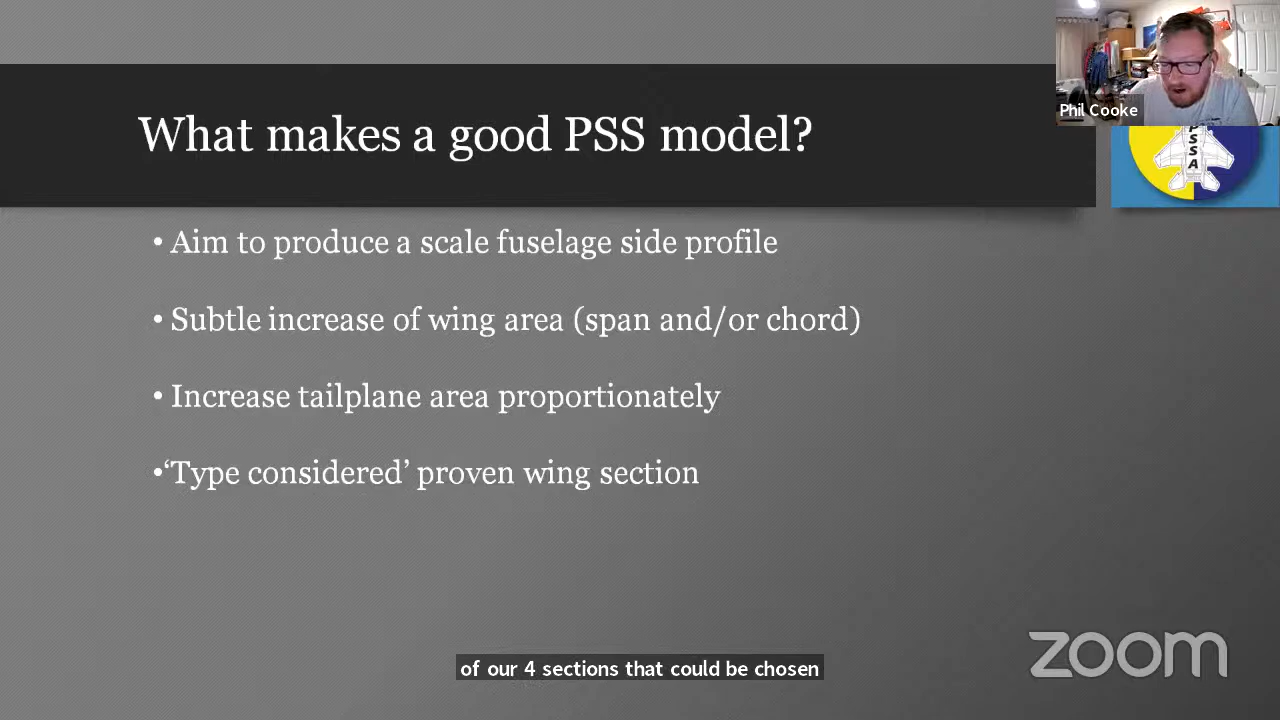 What makes a good PSS model?
Phil Cooke
PSSA
• Aim to produce a scale fuselage side profile
• Subtle increase of wing area (span and/or chord)
• Increase tailplane area proportionately
•‘Type considered’ proven wing section
of our 4 sections that could be chosen
zoom